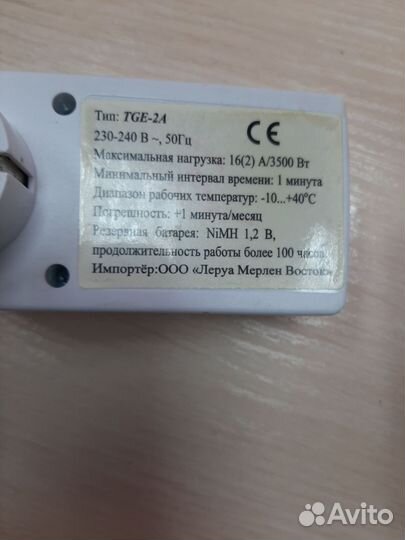 Тип: TGE-2A
230-240 В ~, 50Гц
CE
Максимальная нагрузка: 16(2) А/3500 Вт
Минимальный интервал времени: 1 минута
Диапазон рабочих температур: -10...+40°C
Погрешность: +1 минута/месяц
Резервная батарея: NiMH 1,2 В,
продолжительность работы более 100 часов
Импортёр:ООО «Леруа Мерлен Восток»
Avito